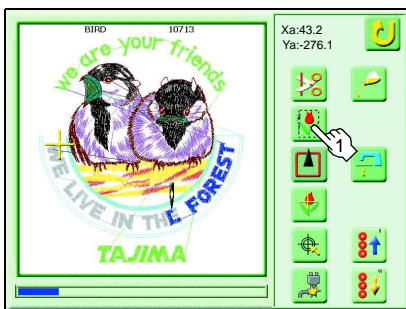 BIRD 10713
Xa:43.2
Ya:-276.1
we are your friends
WE LIVE IN THE FOREST
TAJIMA
1